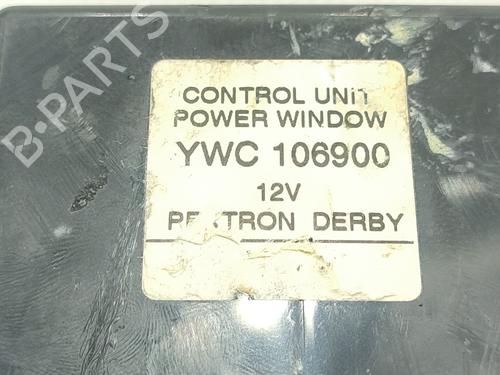 B-PARTS
CONTROL UNIT
POWER WINDOW
YWC 106900
12V
DERBY